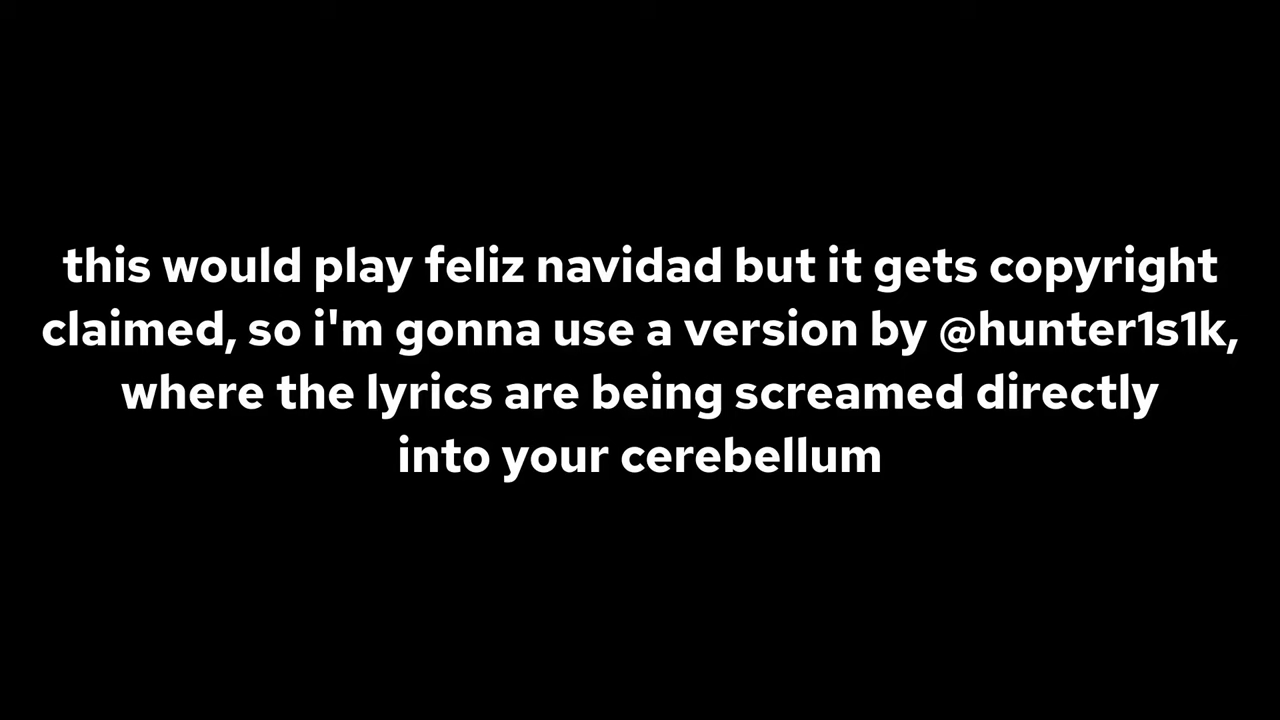 this would play feliz navidad but it gets copyright
claimed, so i'm gonna use a version by @hunter1s1k,
where the lyrics are being screamed directly
into your cerebellum